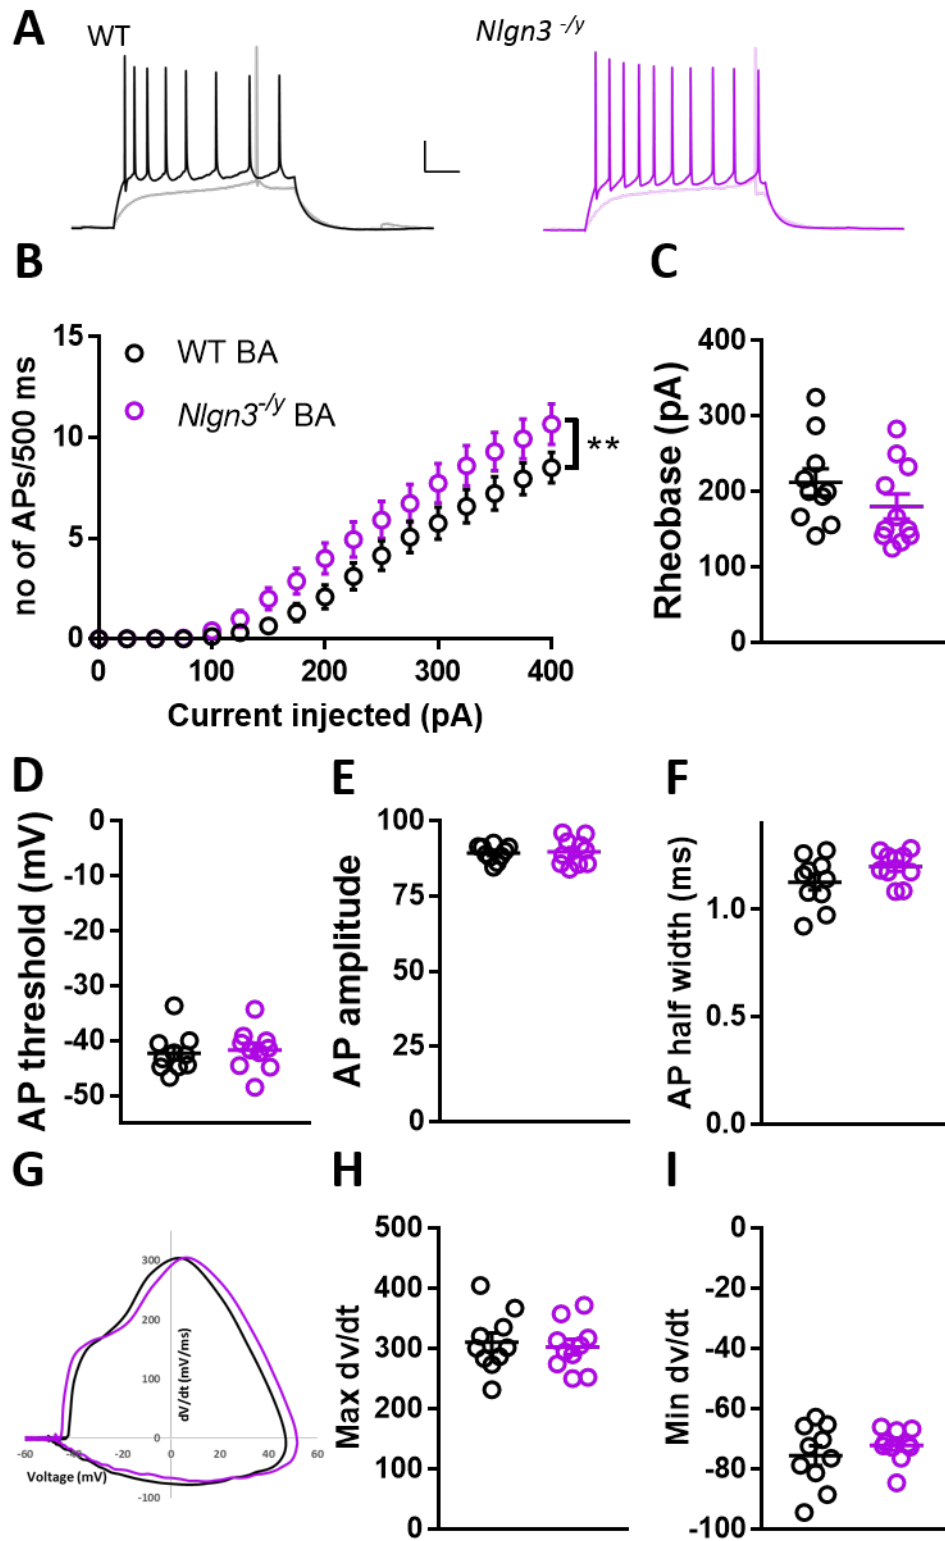 A
WT
Nlgn3 -/y
B
C
15
10
5
0
no of APs/500 ms
WT BA
Nlgn3-/y BA
**
0 100 200 300 400
Current injected (pA)
400
300
200
100
0
Rheobase (pA)
D
E
F
0
-10
-20
-30
-40
-50
AP threshold (mV)
100
75
50
25
0
AP amplitude
1.0
0.5
0.0
AP half width (ms)
G
H
I
300
200
100
0
-100
dV/dt (mV/ms)
-60 -40 -20 0 20 40 60
Voltage (mV)
500
400
300
200
100
0
Max dv/dt
0
-20
-40
-60
-80
-100
Min dv/dt